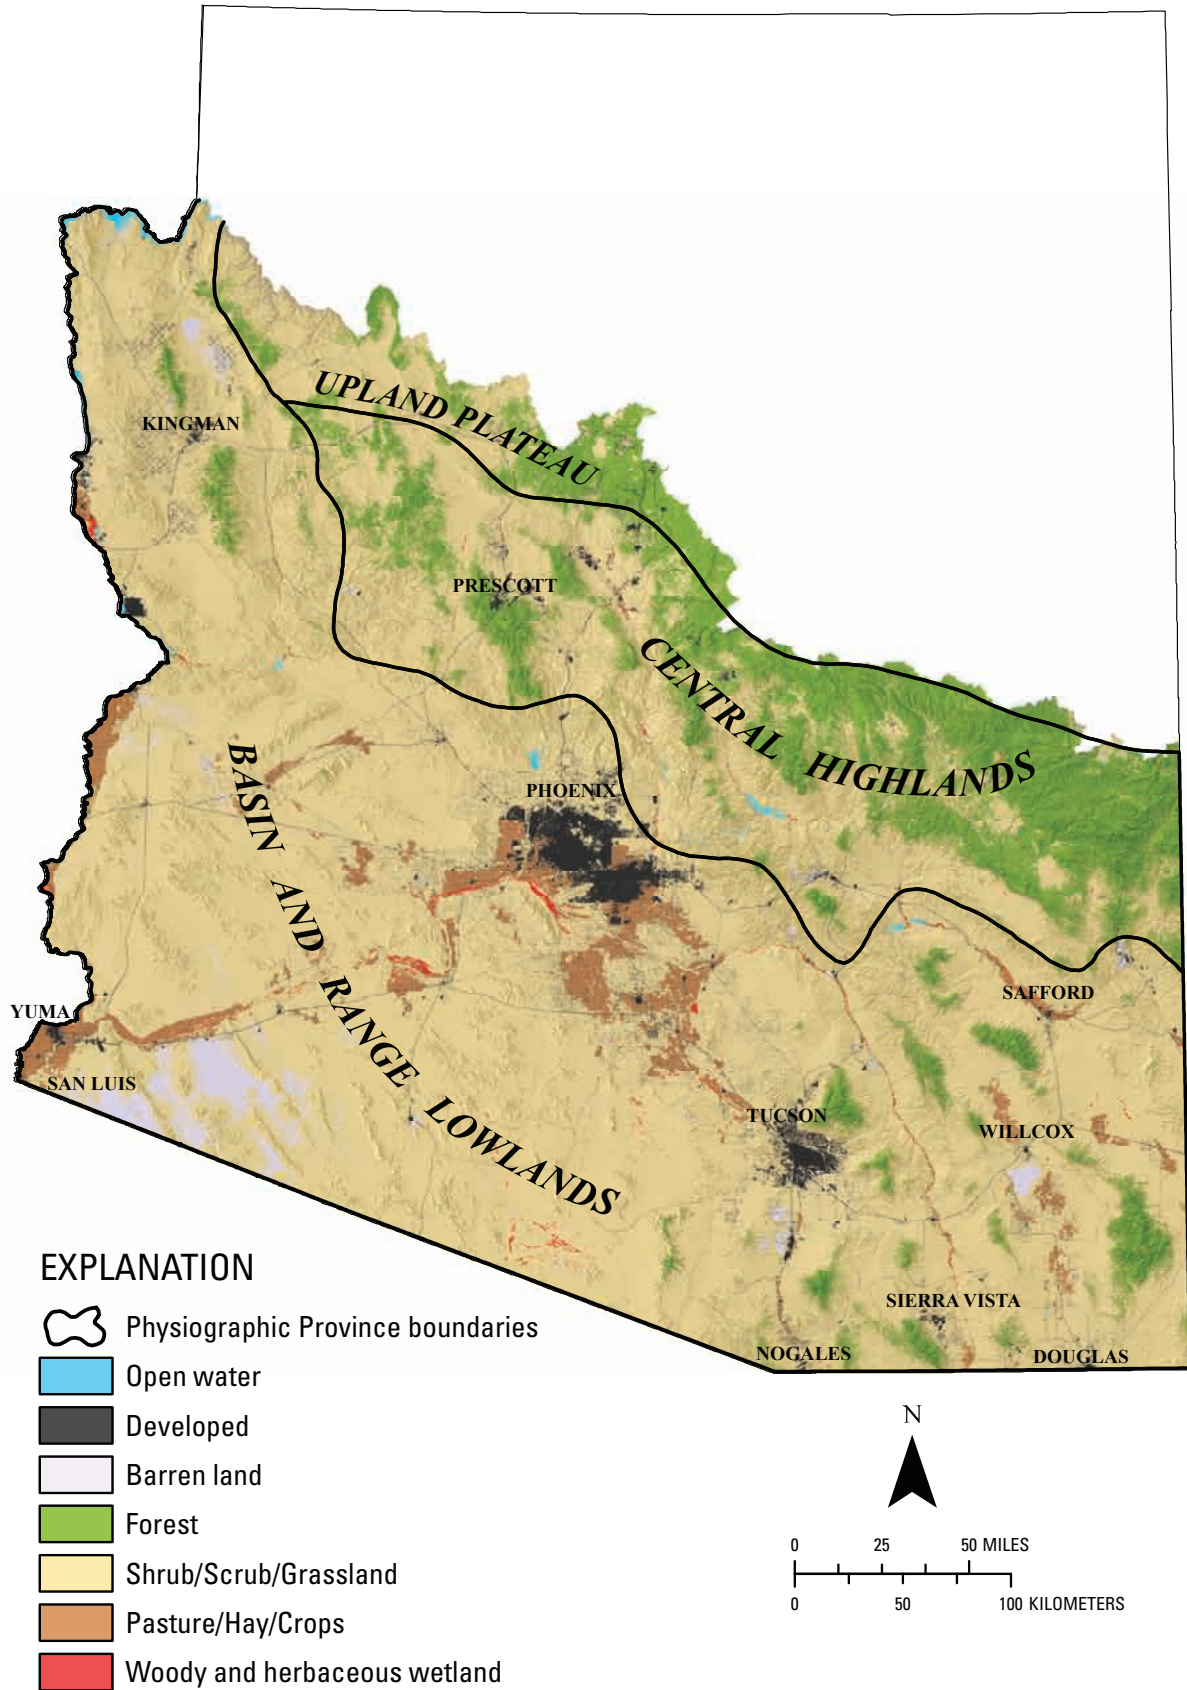 UPLAND PLATEAU
KINGMAN
PRESCOTT
CENTRAL HIGHLANDS
BASIN AND RANGE LOWLANDS
PHOENIX
SAFFORD
YUMA
SAN LUIS
TUCSON
WILLCOX
SIERRA VISTA
NOGALES
DOUGLAS
EXPLANATION
Physiographic Province boundaries
Open water
Developed
Barren land
Forest
Shrub/Scrub/Grassland
Pasture/Hay/Crops
Woody and herbaceous wetland
N
0 25 50 MILES
0 50 100 KILOMETERS